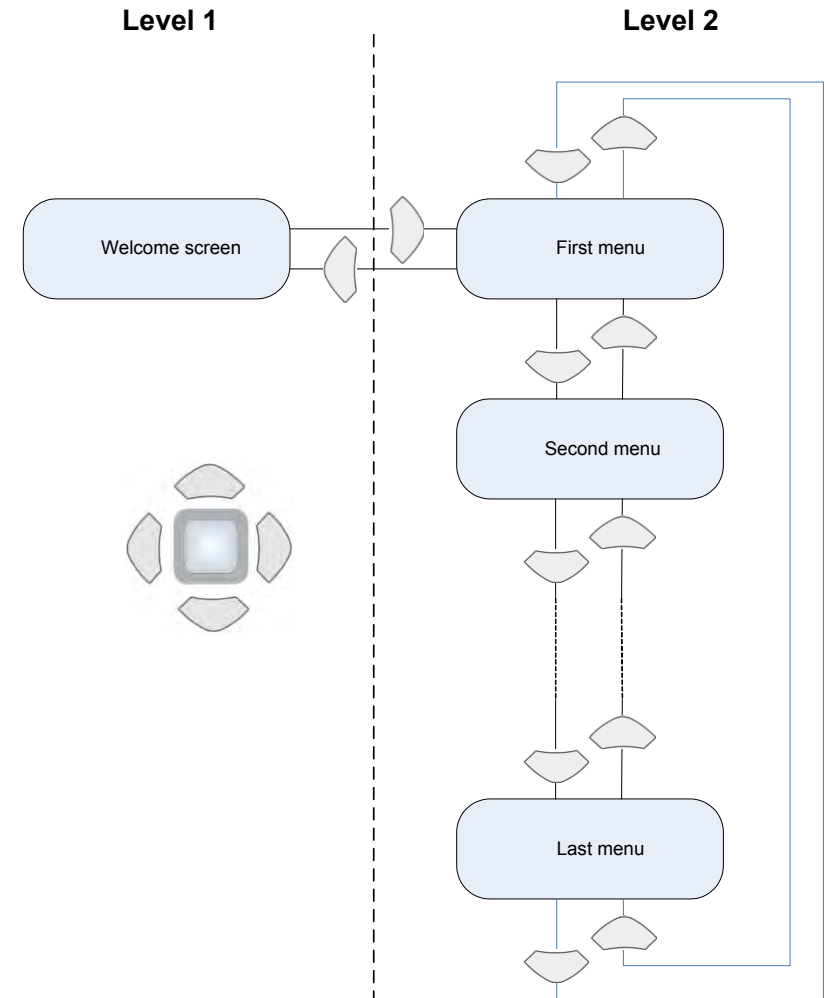 Level 1
Level 2
Welcome screen
First menu
Second menu
Last menu